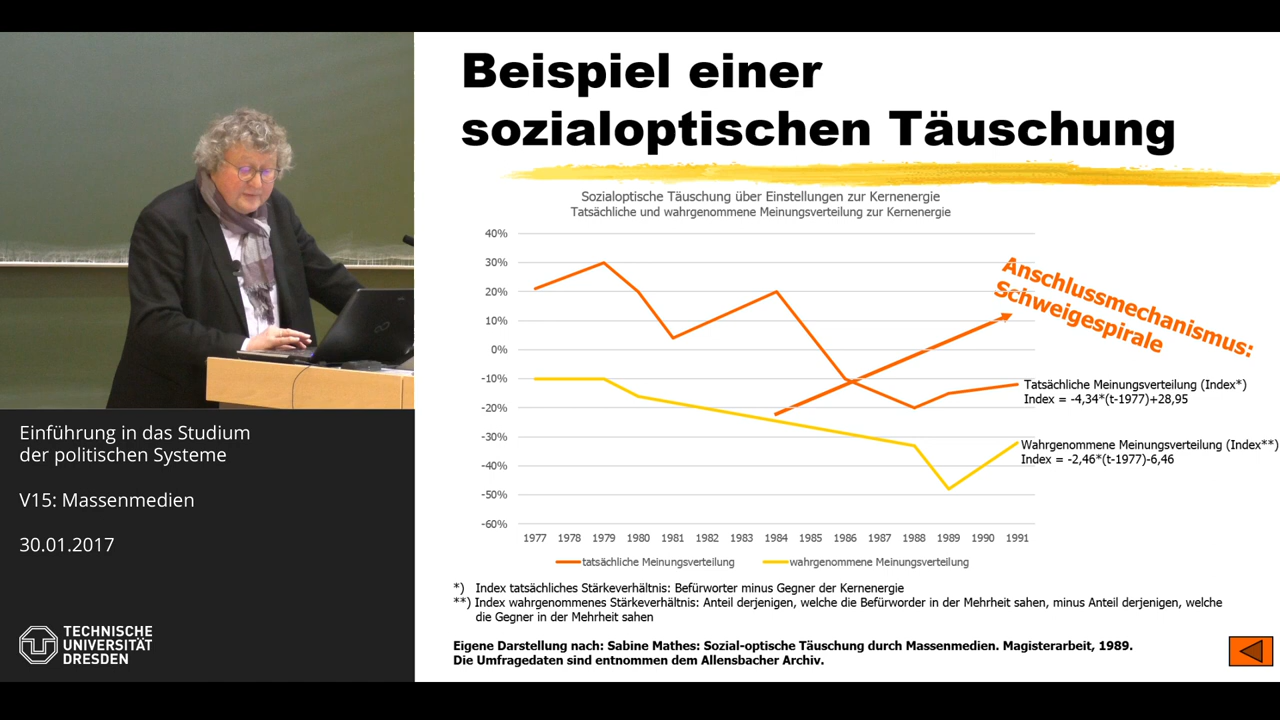 Beispiel einer
sozialoptischen Täuschung
Sozialoptische Täuschung über Einstellungen zur Kernenergie
Tatsächliche und wahrgenommene Meinungsverteilung zur Kernenergie
40%
30%
20%
10%
0%
-10%
-20%
-30%
-40%
-50%
-60%
1977 1978 1979 1980 1981 1982 1983 1984 1985 1986 1987 1988 1989 1990 1991
Anschlussmechanismus:
Schweigespirale
Tatsächliche Meinungsverteilung (Index*)
Index = -4,34*(t-1977)+28,95
Wahrgenommene Meinungsverteilung (Index**)
Index = -2,46*(t-1977)-6,46
tatsächliche Meinungsverteilung
wahrgenommene Meinungsverteilung
*) Index tatsächliches Stärkeverhältnis: Befürworter minus Gegner der Kernenergie
**) Index wahrgenommenes Stärkeverhältnis: Anteil derjenigen, welche die Befürworder in der Mehrheit sahen, minus Anteil derjenigen, welche
die Gegner in der Mehrheit sahen
Eigene Darstellung nach: Sabine Mathes: Sozial-optische Täuschung durch Massenmedien. Magisterarbeit, 1989.
Die Umfragedaten sind entnommen dem Allensbacher Archiv.
Einführung in das Studium
der politischen Systeme
V15: Massenmedien
30.01.2017
TECHNISCHE
UNIVERSITÄT
DRESDEN